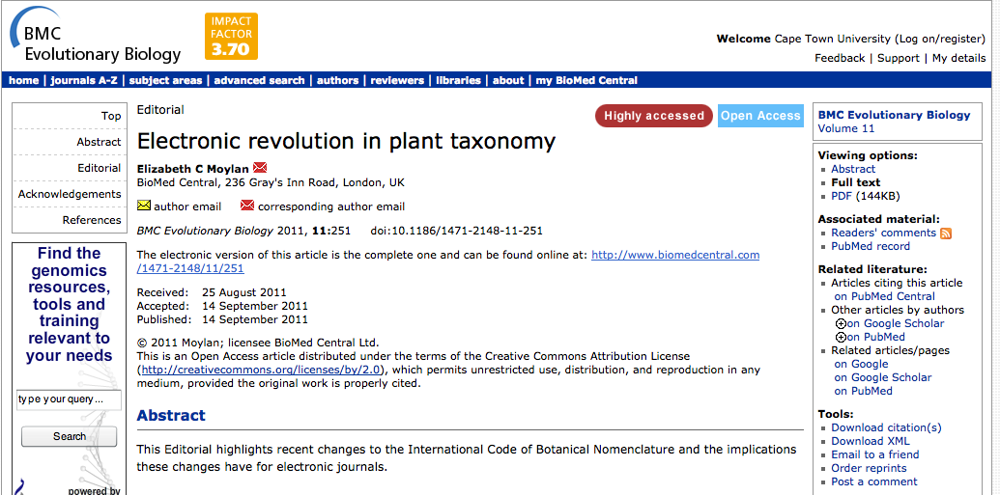 BMC
Evolutionary Biology
IMPACT
FACTOR
3.70
Welcome Cape Town University (Log on/register)
Feedback | Support | My details
home | journals A-Z | subject areas | advanced search | authors | reviewers | libraries | about | my BioMed Central
Top
Abstract
Editorial
Acknowledgements
References
Find the
genomics
resources,
tools and
training
relevant to
your needs
type your query...
Search
powered by
Editorial
Highly accessed
Open Access
Electronic revolution in plant taxonomy
Elizabeth C Moylan
BioMed Central, 236 Gray's Inn Road, London, UK
author email corresponding author email
BMC Evolutionary Biology 2011, 11:251 doi:10.1186/1471-2148-11-251
The electronic version of this article is the complete one and can be found online at: http://www.biomedcentral.com
/1471-2148/11/251
Received: 25 August 2011
Accepted: 14 September 2011
Published: 14 September 2011
© 2011 Moylan; licensee BioMed Central Ltd.
This is an Open Access article distributed under the terms of the Creative Commons Attribution License
(http://creativecommons.org/licenses/by/2.0), which permits unrestricted use, distribution, and reproduction in any
medium, provided the original work is properly cited.
Abstract
This Editorial highlights recent changes to the International Code of Botanical Nomenclature and the implications
these changes have for electronic journals.
BMC Evolutionary Biology
Volume 11
Viewing options:
Abstract
Full text
PDF (144KB)
Associated material:
Readers' comments
PubMed record
Related literature:
Articles citing this article
on PubMed Central
Other articles by authors
on Google Scholar
on PubMed
Related articles/pages
on Google
on Google Scholar
on PubMed
Tools:
Download citation(s)
Download XML
Email to a friend
Order reprints
Post a comment